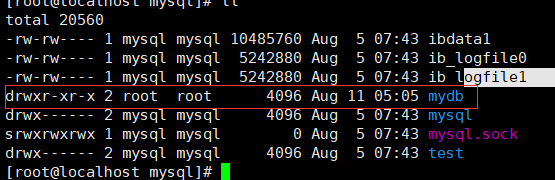 [root@localhost mysql]# ll
total 20560
-rw-rw---- 1 mysql mysql 10485760 Aug  5 07:43 ibdata1
-rw-rw---- 1 mysql mysql  5242880 Aug  5 07:43 ib_logfile0
-rw-rw---- 1 mysql mysql  5242880 Aug  5 07:43 ib_logfile1
drwxr-xr-x 2 root  root      4096 Aug 11 05:05 mydb
drwx------ 2 mysql mysql     4096 Aug  5 07:43 mysql
srwxrwxrwx 1 mysql mysql        0 Aug  5 07:43 mysql.sock
drwx------ 2 mysql mysql     4096 Aug  5 07:43 test
[root@localhost mysql]#